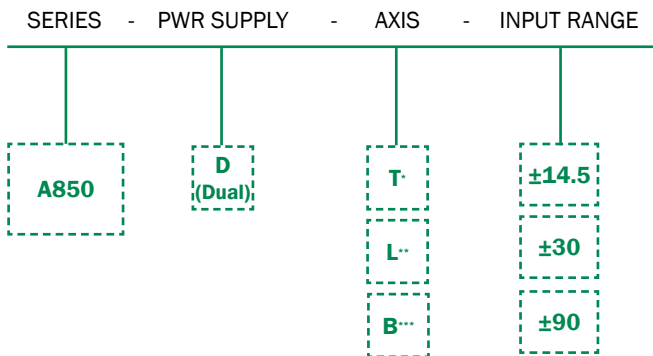 SERIES - PWR SUPPLY - AXIS - INPUT RANGE
A850
D
(Dual)
T*
±14.5
L**
±30
B***
±90